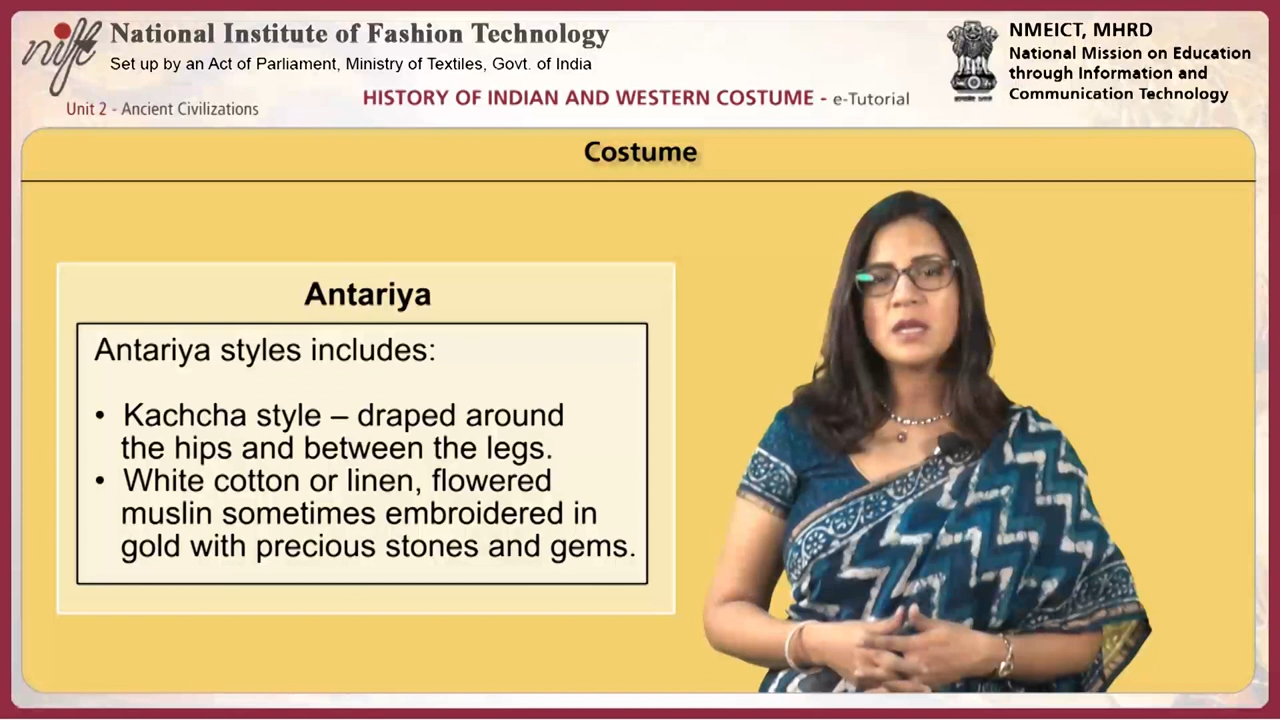 nift
National Institute of Fashion Technology
Set up by an Act of Parliament, Ministry of Textiles, Govt. of India
Unit 2 - Ancient Civilizations
HISTORY OF INDIAN AND WESTERN COSTUME - e-Tutorial
NMEICT, MHRD
National Mission on Education
through Information and
Communication Technology
Costume
Antariya
Antariya styles includes:
• Kachcha style – draped around
the hips and between the legs.
• White cotton or linen, flowered
muslin sometimes embroidered in
gold with precious stones and gems.